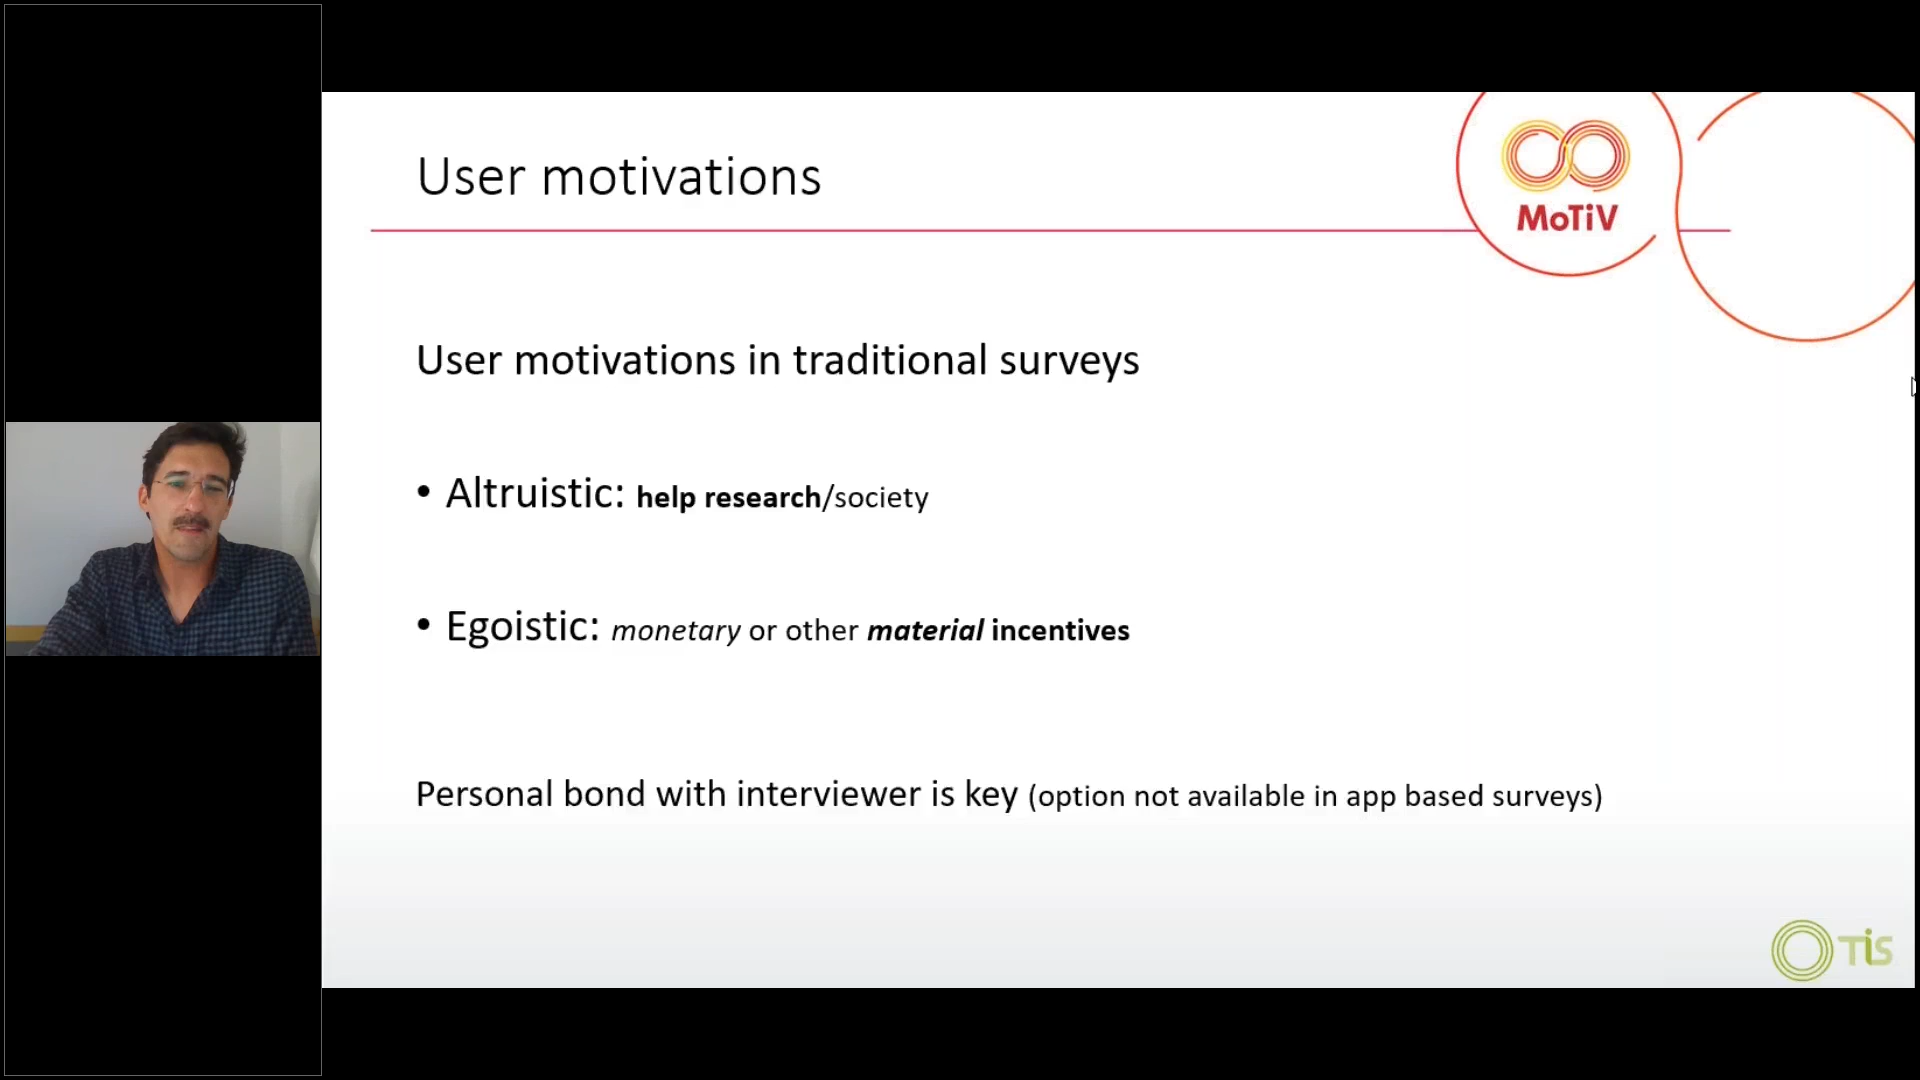 User motivations
MoTiV
User motivations in traditional surveys
• Altruistic: help research/society
• Egoistic: monetary or other material incentives
Personal bond with interviewer is key (option not available in app based surveys)
TiS